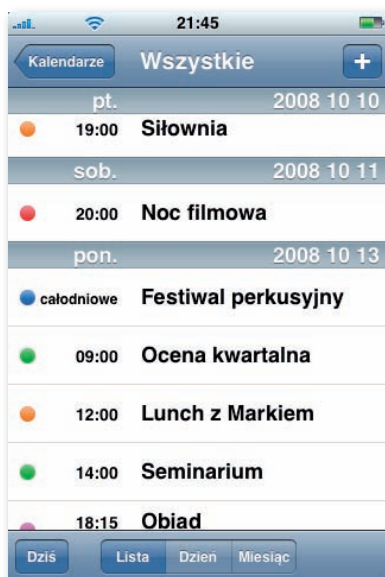 21:45
Kalendarze Wszystkie +
pt. 2008 10 10
19:00 Siłownia
sob. 2008 10 11
20:00 Noc filmowa
pon. 2008 10 13
całodniowe Festiwal perkusyjny
09:00 Ocena kwartalna
12:00 Lunch z Markiem
14:00 Seminarium
18:15 Obiad
Dziś Lista Dzień Miesiąc